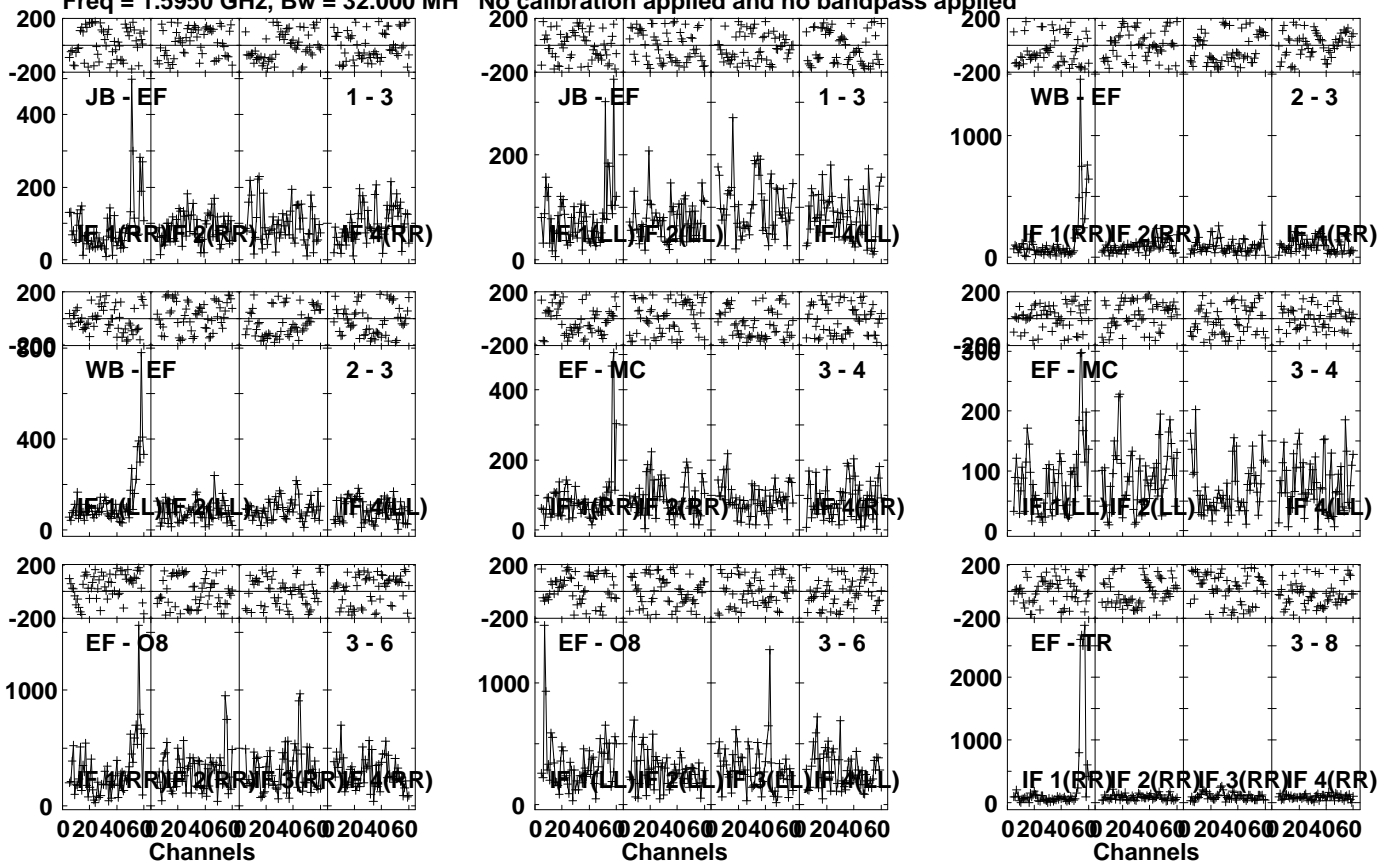 Freq = 1.5950 GHz, Bw = 32.000 MH No calibration applied and no bandpass applied
200 200 200
-200 -200 -200
JB - EF 1 - 3 JB - EF 1 - 3 WB - EF 2 - 3
400
1000
200 200
IF 1(RR) IF 2(RR) IF 4(RR) IF 1(LL) IF 2(LL) IF 4(LL) IF 1(RR) IF 2(RR) IF 4(RR)
0 0 0
200 200 200
-200 -200 -200
800 300
WB - EF 2 - 3 EF - MC 3 - 4 EF - MC 3 - 4
400 400 200
200 100
IF 1(LL) IF 2(LL) IF 4(LL) IF 1(RR) IF 2(RR) IF 4(RR) IF 1(LL) IF 2(LL) IF 4(LL)
0 0 0
200 200 200
-200 -200 -200
EF - O8 3 - 6 EF - O8 3 - 6 EF - TR 3 - 8
2000
1000 1000 1000
IF 1(RR) IF 2(RR) IF 3(RR) IF 4(RR) IF 1(LL) IF 2(LL) IF 3(LL) IF 4(LL) IF 1(RR) IF 2(RR) IF 3(RR) IF 4(RR)
0 0 0
0 20 40 60 0 20 40 60 0 20 40 60 0 20 40 60 0 20 40 60 0 20 40 60 0 20 40 60 0 20 40 60 0 20 40 60 0 20 40 60 0 20 40 60 0 20 40 60
Channels Channels Channels